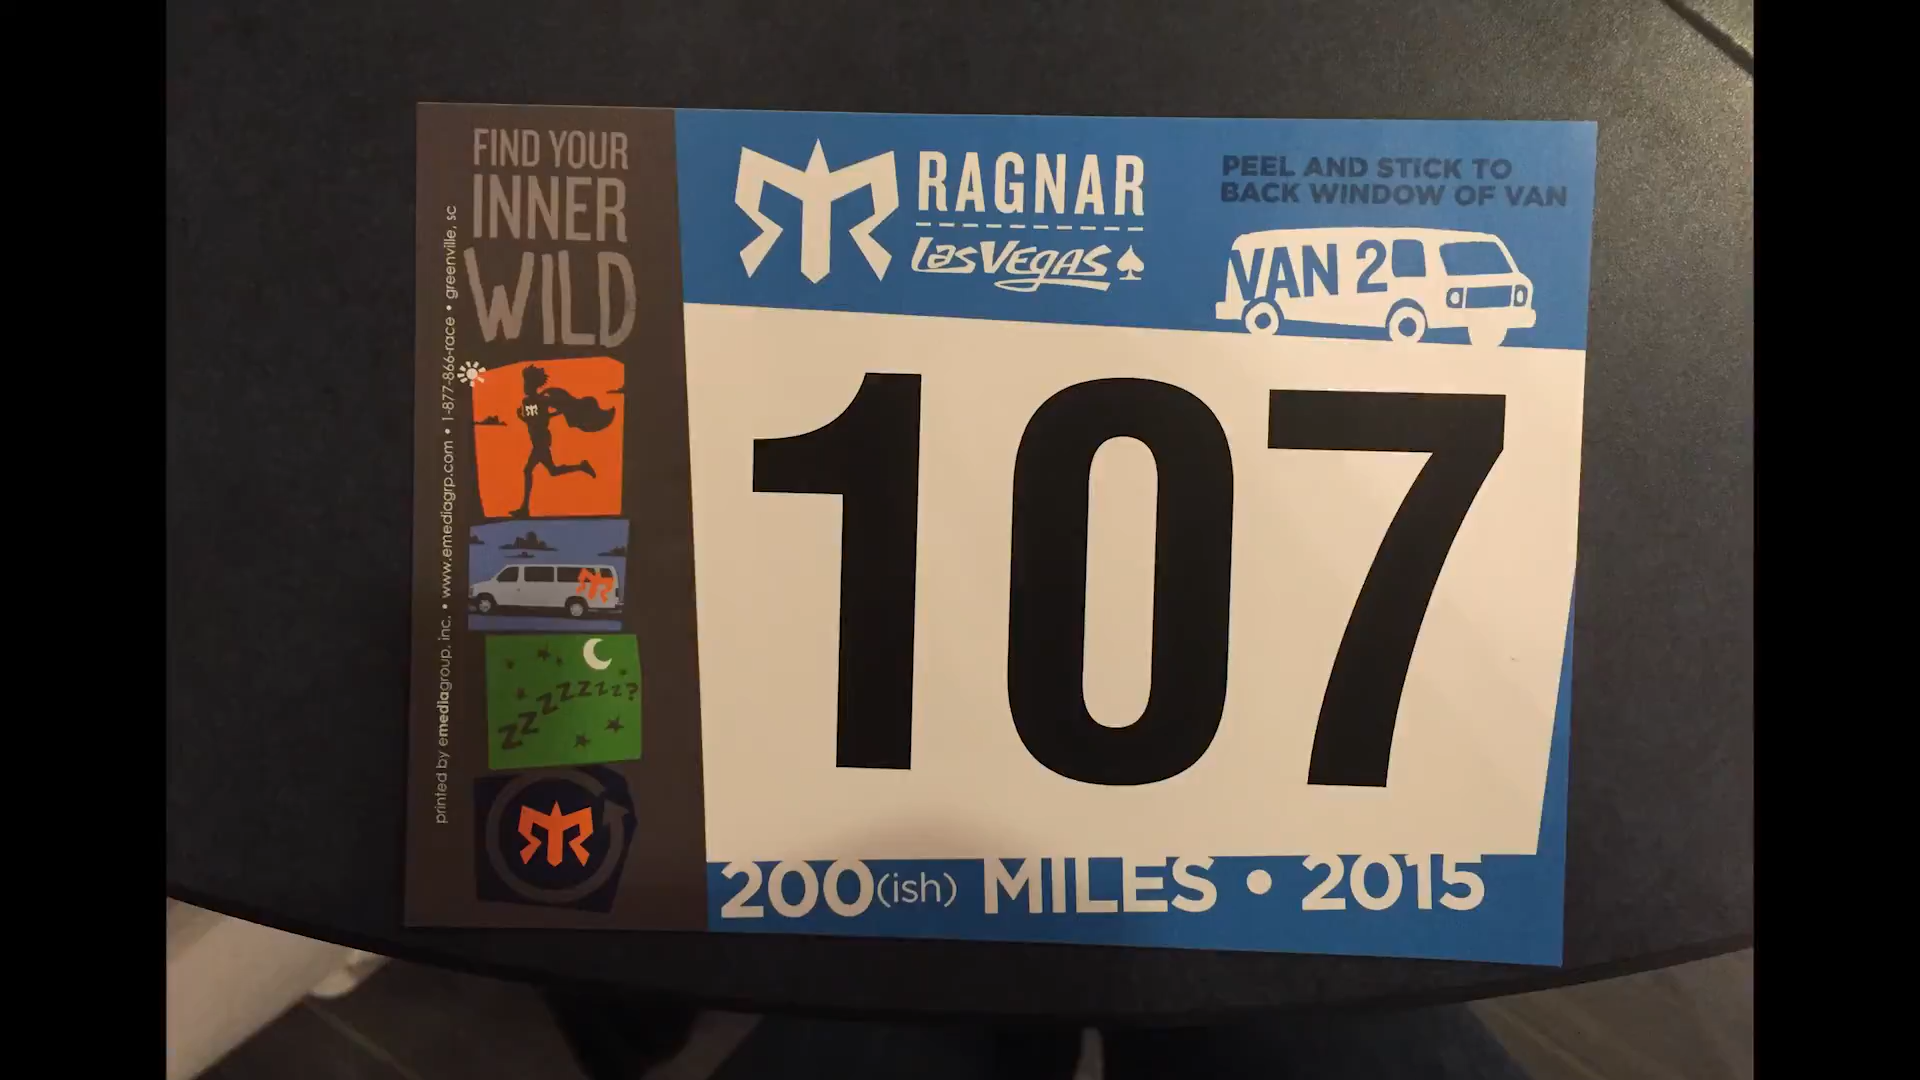 FIND YOUR
INNER
WILD
printed by emediagroup, inc. • www.emediagrp.com • 1-877-866-race • greenville, sc
zzzzzzzz?
RAGNAR
Las Vegas
PEEL AND STICK TO
BACK WINDOW OF VAN
VAN 2
107
200(ish) MILES • 2015